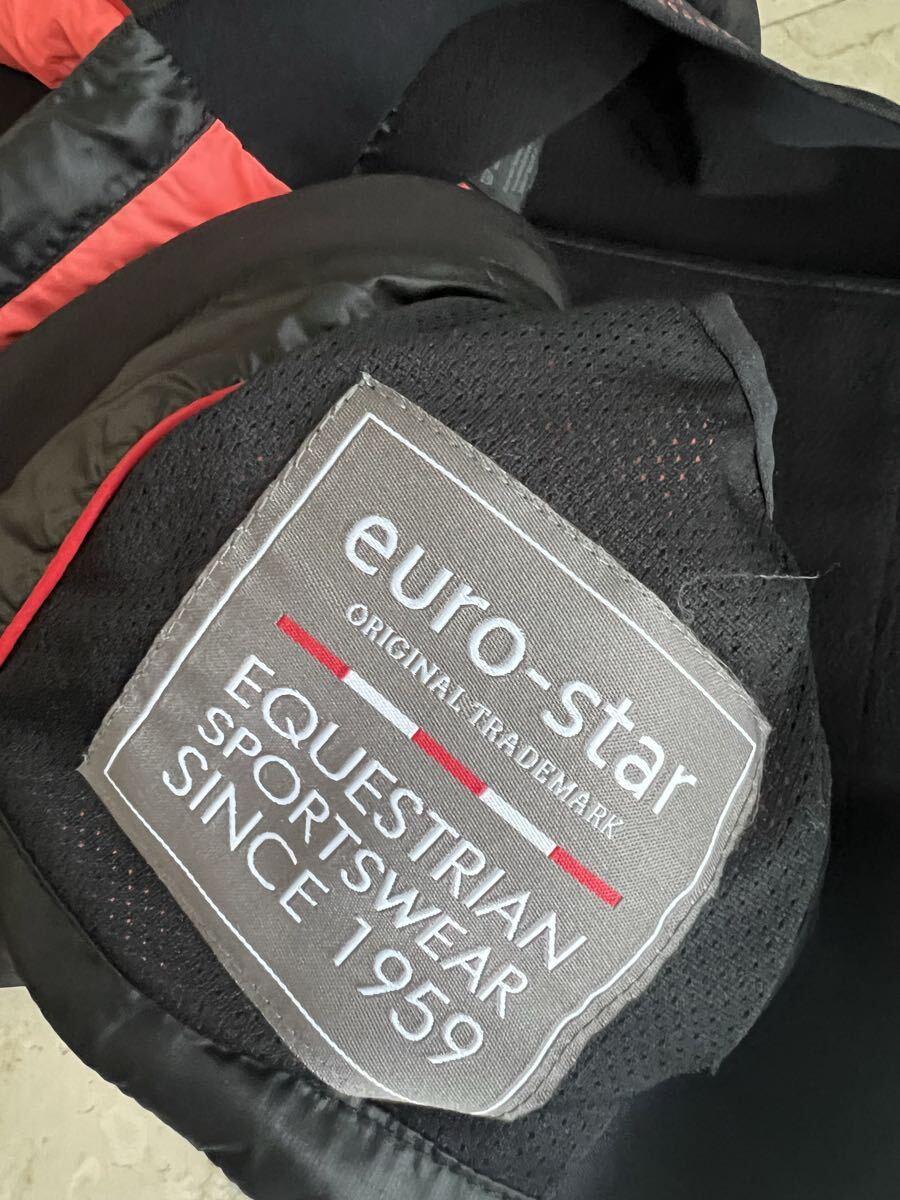 euro-star
ORIGINAL TRADEMARK
EQUESTRIAN
SPORTSWEAR
SINCE 1959